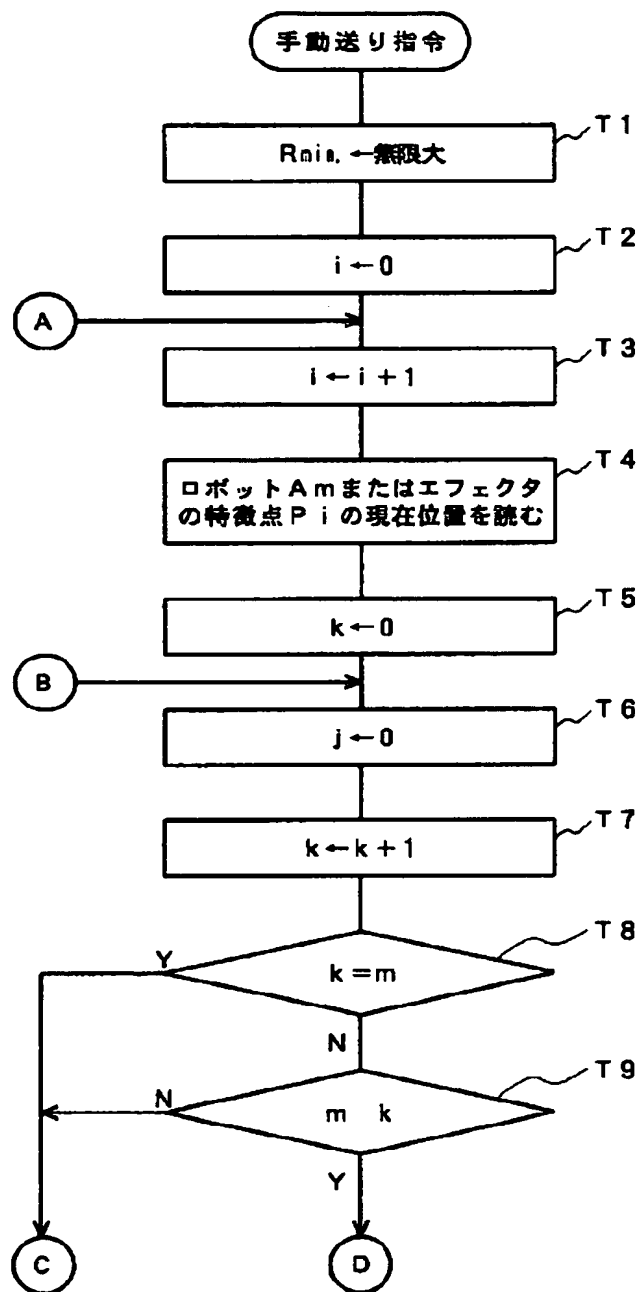 手動送り指令
T1
Rmin.←無限大
T2
i←0
A
T3
i←i+1
T4
ロボットAmまたはエフェクタ
の特徴点Piの現在位置を読む
T5
k←0
B
T6
j←0
T7
k←k+1
T8
Y
k=m
N
T9
N
m k
Y
C
D